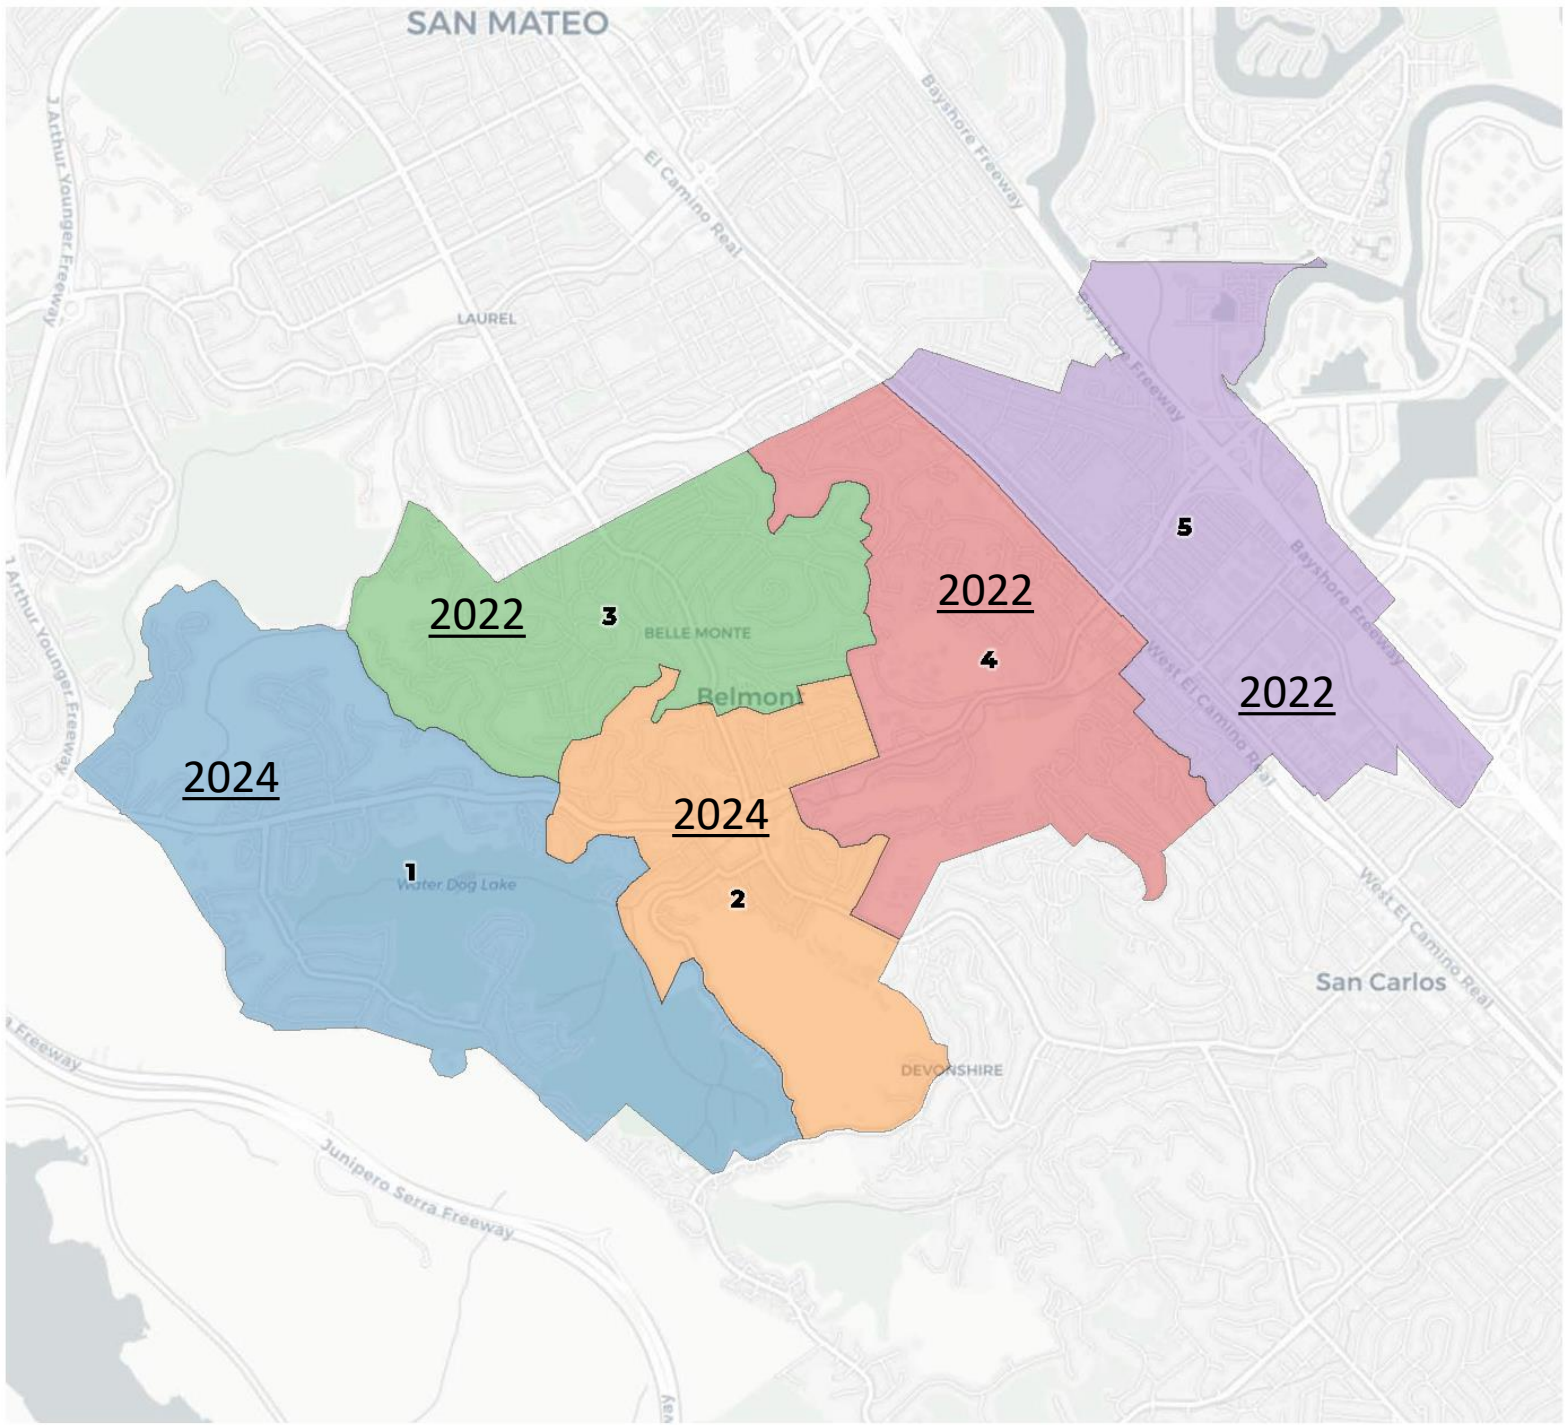 SAN MATEO
Bayshore Freeway
J Arthur Younger Freeway
El Camino Real
LAUREL
Bayshore Freeway
5
2022
4
2022
3
BELLE MONTE
Belmont
Bayshore Freeway
J Arthur Younger Freeway
West El Camino Real
2022
2024
2024
1
Water Dog Lake
2
West El Camino Real
San Carlos
a Freeway
DEVONSHIRE
Junipero Serra Freeway
way